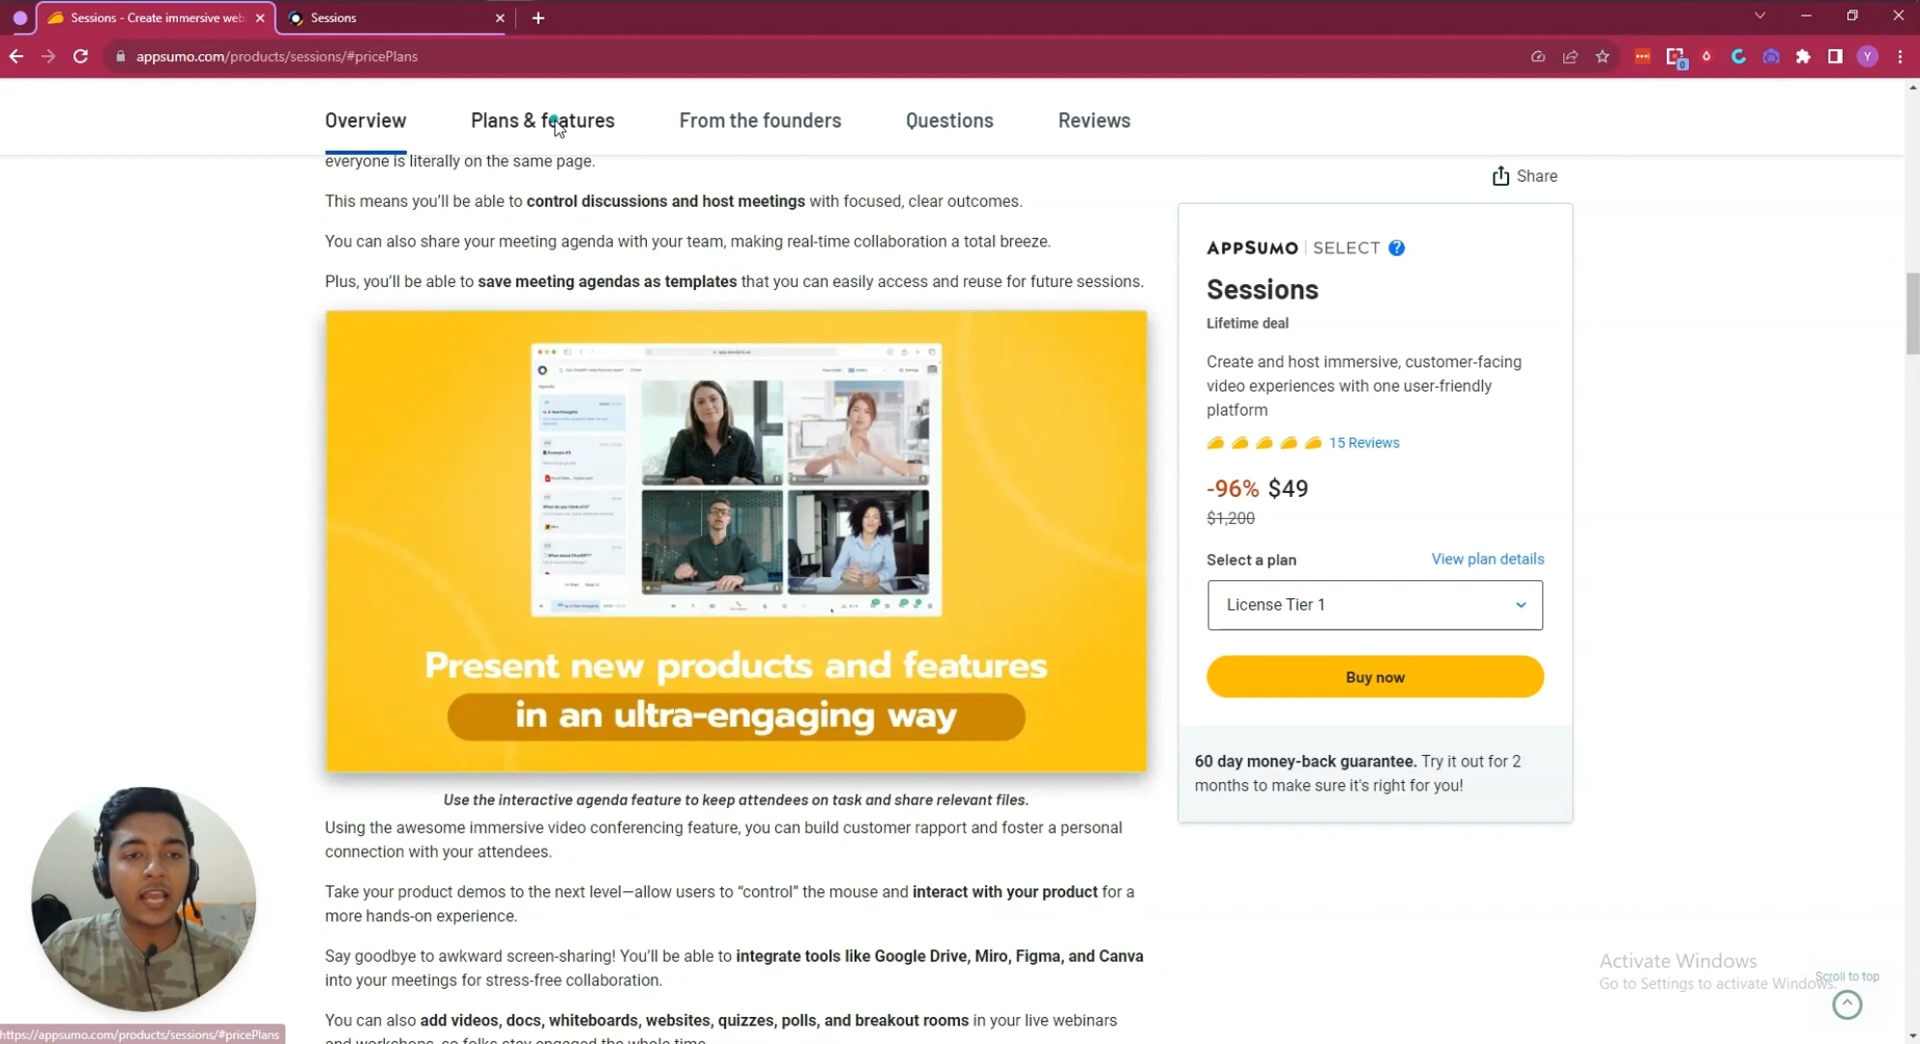 Sessions - Create immersive web
Sessions
appsumo.com/products/sessions/#pricePlans
Y
Overview
Plans & features
From the founders
Questions
Reviews
everyone is literally on the same page.
This means you'll be able to control discussions and host meetings with focused, clear outcomes.
You can also share your meeting agenda with your team, making real-time collaboration a total breeze.
Plus, you'll be able to save meeting agendas as templates that you can easily access and reuse for future sessions.
Present new products and features
in an ultra-engaging way
Use the interactive agenda feature to keep attendees on task and share relevant files.
Using the awesome immersive video conferencing feature, you can build customer rapport and foster a personal
connection with your attendees.
Take your product demos to the next level—allow users to “control” the mouse and interact with your product for a
more hands-on experience.
Say goodbye to awkward screen-sharing! You'll be able to integrate tools like Google Drive, Miro, Figma, and Canva
into your meetings for stress-free collaboration.
You can also add videos, docs, whiteboards, websites, quizzes, polls, and breakout rooms in your live webinars
and workshops, so folks stay engaged the whole time.
Share
APPSUMO | SELECT ?
Sessions
Lifetime deal
Create and host immersive, customer-facing
video experiences with one user-friendly
platform
15 Reviews
-96% $49
$1,200
Select a plan
View plan details
License Tier 1
Buy now
60 day money-back guarantee. Try it out for 2
months to make sure it's right for you!
Activate Windows
Go to Settings to activate Windows.
Scroll to top
https://appsumo.com/products/sessions/#pricePlans